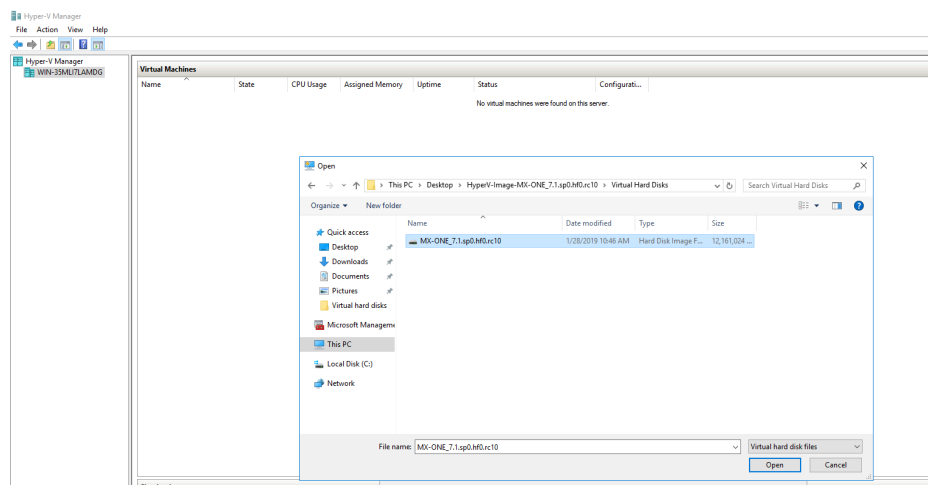 Hyper-V Manager
File Action View Help
Hyper-V Manager
WIN-35MLI7LAMDG
Virtual Machines
Name State CPU Usage Assigned Memory Uptime Status Configurati...
No virtual machines were found on this server.
Open
This PC > Desktop > HyperV-Image-MX-ONE_7.1.sp0.hf0.rc10 > Virtual Hard Disks
Search Virtual Hard Disks
Organize New folder
Name Date modified Type Size
Quick access
Desktop
Downloads
Documents
Pictures
Virtual hard disks
Microsoft Manageme
This PC
Local Disk (C:)
Network
MX-ONE_7.1.sp0.hf0.rc10 1/28/2019 10:46 AM Hard Disk Image F... 12,161,024 ...
File name: MX-ONE_7.1.sp0.hf0.rc10 Virtual hard disk files
Open Cancel